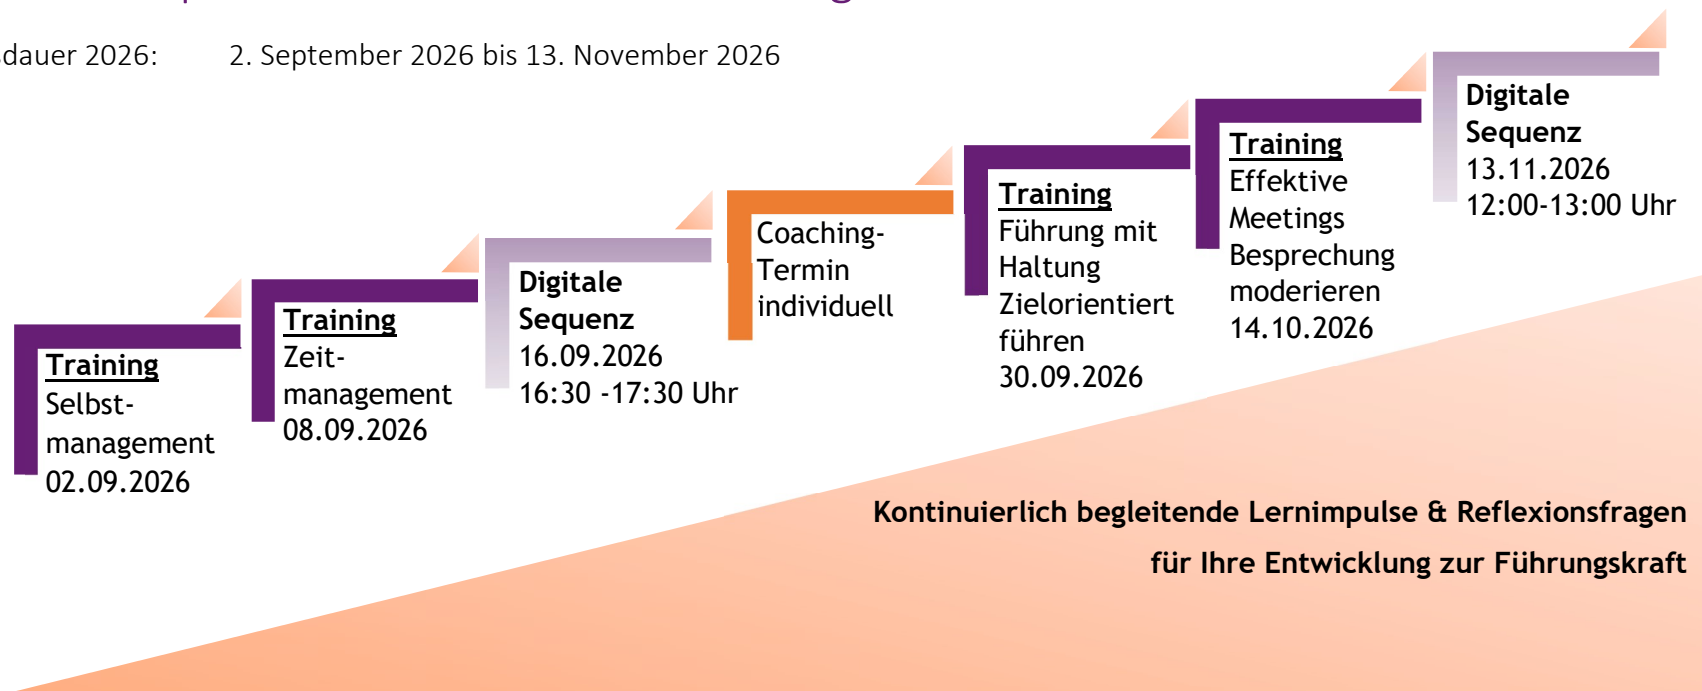 dauer 2026: 2. September 2026 bis 13. November 2026
Training
Selbst-
management
02.09.2026
Training
Zeit-
management
08.09.2026
Digitale
Sequenz
16.09.2026
16:30 -17:30 Uhr
Coaching-
Termin
individuell
Training
Führung mit
Haltung
Zielorientiert
führen
30.09.2026
Training
Effektive
Meetings
Besprechung
moderieren
14.10.2026
Digitale
Sequenz
13.11.2026
12:00-13:00 Uhr
Kontinuierlich begleitende Lernimpulse & Reflexionsfragen
für Ihre Entwicklung zur Führungskraft